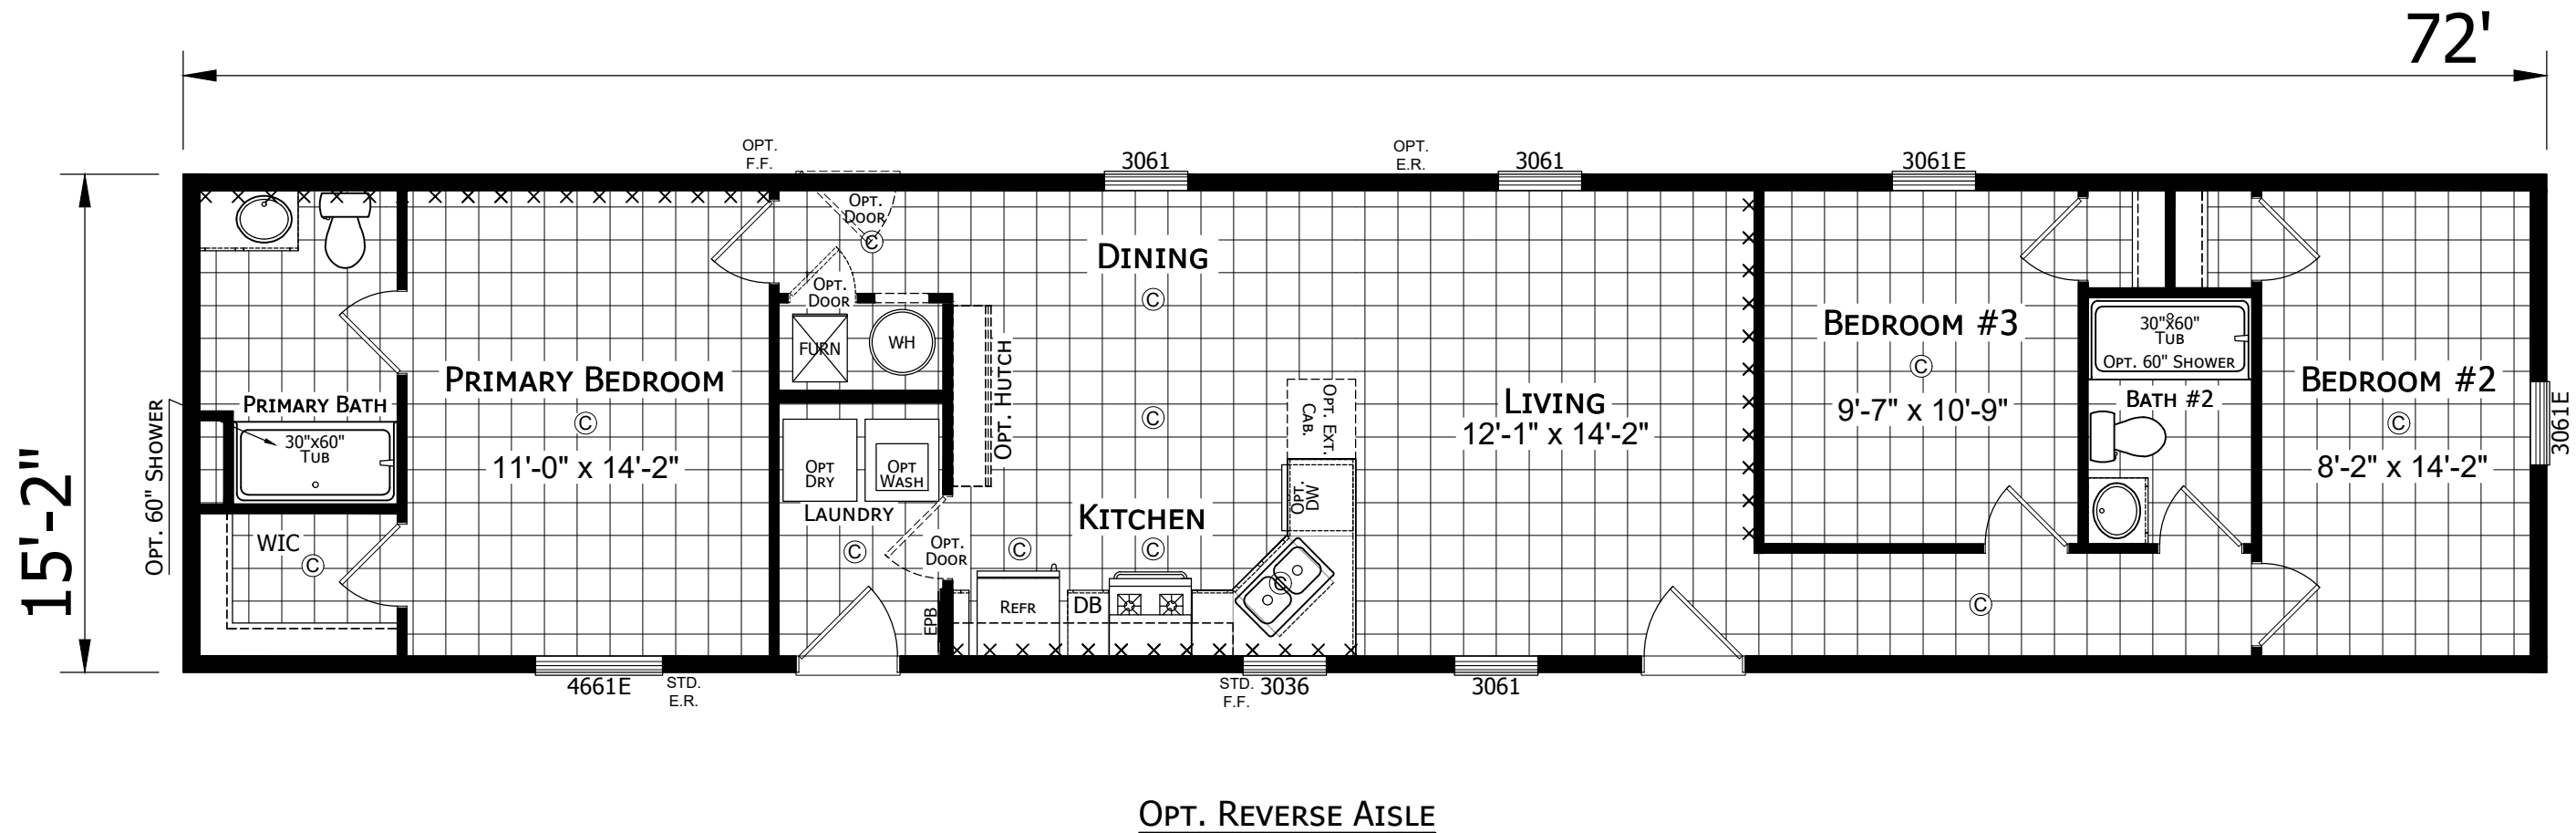 72'
OPT.
F.F.
3061
OPT.
E.R.
3061
3061E
OPT.
DOOR
C
DINING
C
OPT.
DOOR
FURN
WH
OPT. HUTCH
BEDROOM #3
C
9'-7" x 10'-9"
30"x60"
TUB
OPT. 60" SHOWER
BATH #2
BEDROOM #2
C
8'-2" x 14'-2"
3061E
PRIMARY BEDROOM
C
11'-0" x 14'-2"
PRIMARY BATH
30"x60"
TUB
OPT. 60" SHOWER
15'-2"
OPT. EXT.
CAB.
LIVING
12'-1" x 14'-2"
C
OPT
DRY
OPT
WASH
LAUNDRY
C
OPT.
DW
KITCHEN
C
C
OPT.
DOOR
WIC
C
C
EPB
REFR
DB
C
4661E
STD.
E.R.
STD.
F.F.
3036
3061
OPT. REVERSE AISLE